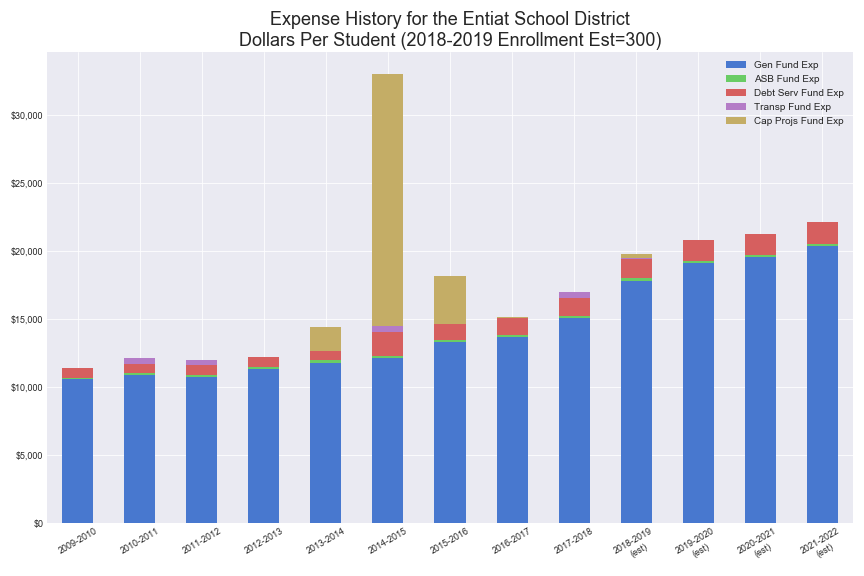 Expense History for the Entiat School District
Dollars Per Student (2018-2019 Enrollment Est=300)
Gen Fund Exp
ASB Fund Exp
Debt Serv Fund Exp
Transp Fund Exp
Cap Projs Fund Exp
$30,000
$25,000
$20,000
$15,000
$10,000
$5,000
$0
2009-2010
2010-2011
2011-2012
2012-2013
2013-2014
2014-2015
2015-2016
2016-2017
2017-2018
2018-2019
(est)
2019-2020
(est)
2020-2021
(est)
2021-2022
(est)